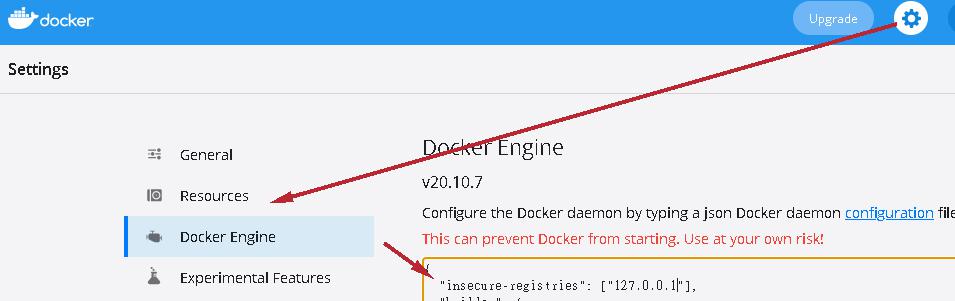 docker
Upgrade
Settings
General
Resources
Docker Engine
Experimental Features
Docker Engine
v20.10.7
Configure the Docker daemon by typing a json Docker daemon configuration file
This can prevent Docker from starting. Use at your own risk!
{
"insecure-registries": ["127.0.0.1"],